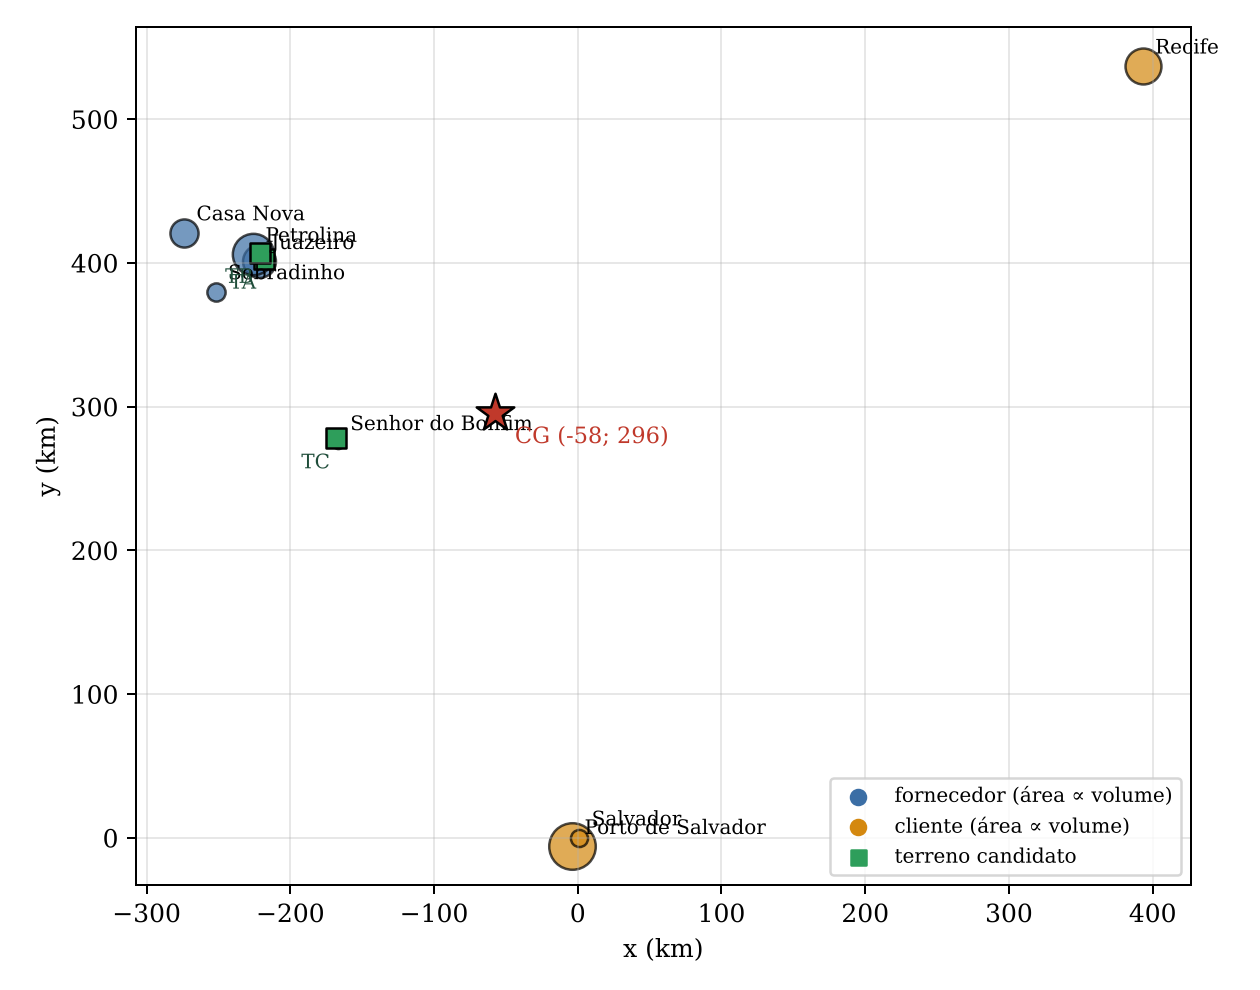 Recife
500
Casa Nova
Petrolina
Juazeiro
400
Sobradinho
TA
300
Senhor do Bonfim
CG (-58; 296)
TC
200
100
Salvador
Porto de Salvador
0
fornecedor (área ∝ volume)
cliente (área ∝ volume)
terreno candidato
−300
−200
−100
0
100
200
300
400
x (km)
y (km)